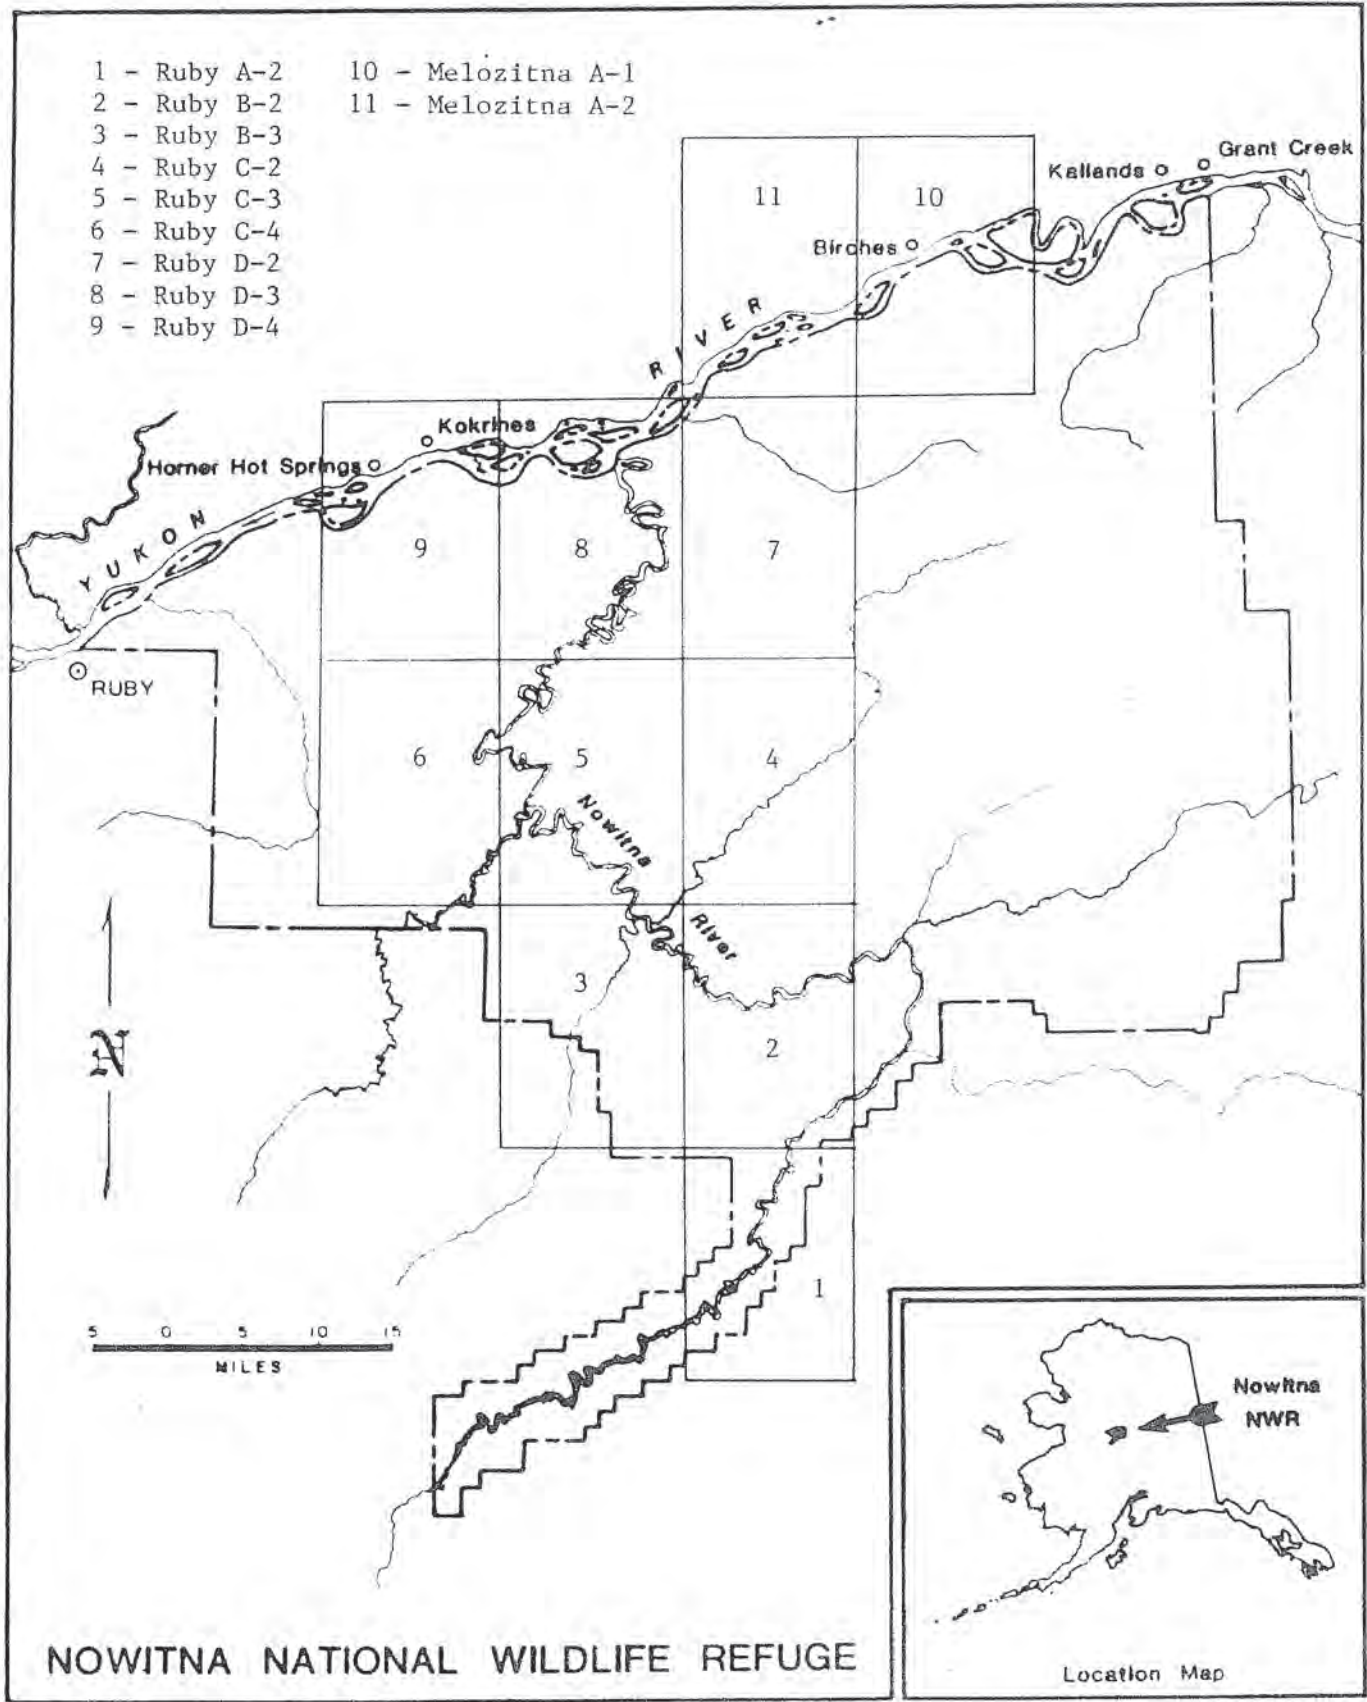 1 - Ruby A-2
2 - Ruby B-2
3 - Ruby B-3
4 - Ruby C-2
5 - Ruby C-3
6 - Ruby C-4
7 - Ruby D-2
8 - Ruby D-3
9 - Ruby D-4
10 - Melozitna A-1
11 - Melozitna A-2
Grant Creek
Kallands
11
10
Birches
YUKON RIVER
Kokrines
Horner Hot Springs
9
8
7
RUBY
6
5
4
Nowitna River
3
2
N
1
5 0 5 10 15
MILES
Nowitna
NWR
Location Map
NOWITNA NATIONAL WILDLIFE REFUGE